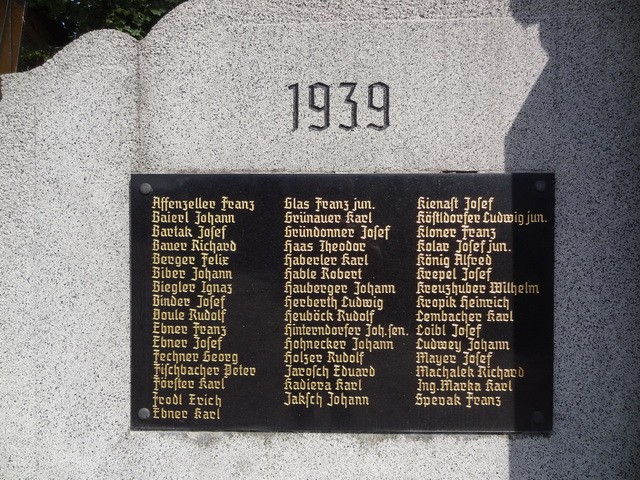 1939
Affenzeller Franz
Baierl Johann
Bartak Josef
Bauer Richard
Berger Felix
Biber Johann
Biegler Ignaz
Binder Josef
Doule Rudolf
Ebner Franz
Ebner Josef
Fechner Georg
Fischbacher Peter
Förster Karl
Frodl Erich
Ebner Karl
Glas Franz jun.
Grünauer Karl
Gründonner Josef
Haas Theodor
Haberler Karl
Hable Robert
Hauberger Johann
Herberth Ludwig
Heuböck Rudolf
Hinterndorfer Joh. sen.
Hohnecker Johann
Holzer Rudolf
Jarosch Eduard
Kadiera Karl
Jaksch Johann
Kienast Josef
Köstldorfer Ludwig jun.
Kloner Franz
Kolar Josef jun.
König Alfred
Krepel Josef
Kreuzhuber Wilhelm
Kropik Heinrich
Lembacher Karl
Loibl Josef
Ludwey Johann
Mayer Josef
Machalek Richard
Ing. Marka Karl
Spevak Franz